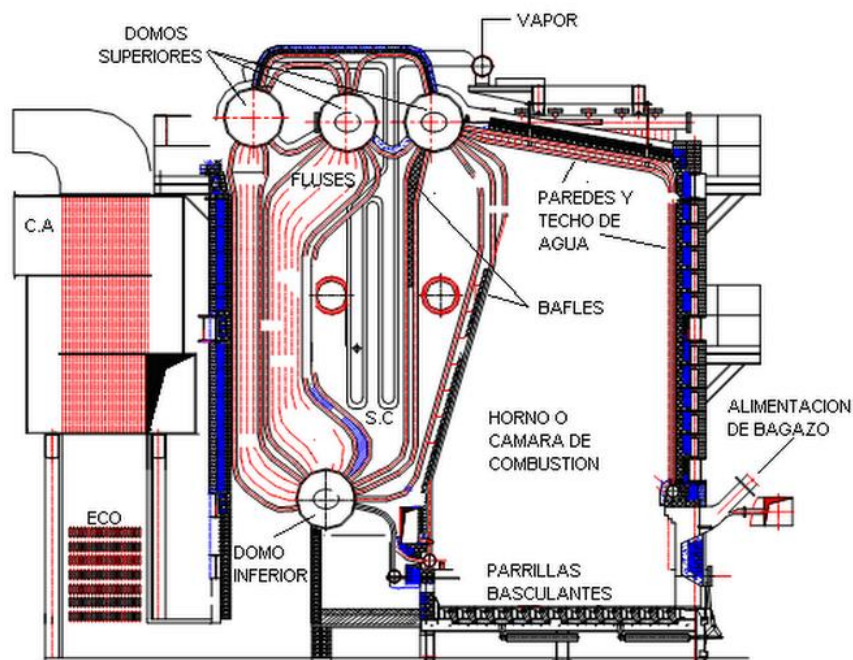 DOMOS
SUPERIORES
VAPOR
FLUSES
PAREDES Y
TECHO DE
AGUA
C.A
BAFLES
S.C
HORNO O
CAMARA DE
COMBUSTION
ALIMENTACION
DE BAGAZO
ECO
DOMO
INFERIOR
PARRILLAS
BASCULANTES